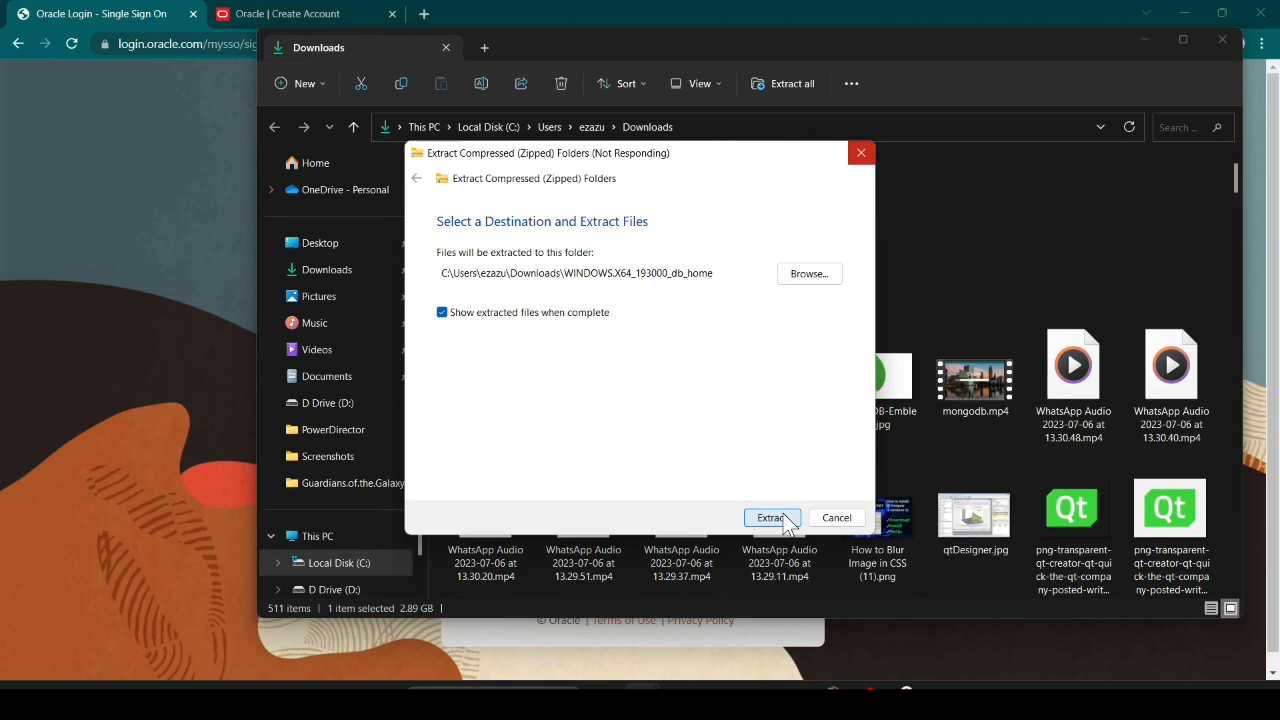 Oracle Login - Single Sign On
Oracle | Create Account
login.oracle.com/mysso/sig
Downloads
New
Sort
View
Extract all
This PC > Local Disk (C:) > Users > ezazu > Downloads
Search ...
Home
OneDrive - Personal
Desktop
Downloads
Pictures
Music
Videos
Documents
D Drive (D:)
PowerDirector
Screenshots
Guardians.of.the.Galaxy
This PC
Local Disk (C:)
D Drive (D:)
Extract Compressed (Zipped) Folders (Not Responding)
Extract Compressed (Zipped) Folders
Select a Destination and Extract Files
Files will be extracted to this folder:
C:\Users\ezazu\Downloads\WINDOWS.X64_193000_db_home
Browse...
Show extracted files when complete
Extract
Cancel
DB-Emble
.jpg
mongodb.mp4
WhatsApp Audio
2023-07-06 at
13.30.48.mp4
WhatsApp Audio
2023-07-06 at
13.30.40.mp4
WhatsApp Audio
2023-07-06 at
13.30.20.mp4
WhatsApp Audio
2023-07-06 at
13.29.51.mp4
WhatsApp Audio
2023-07-06 at
13.29.37.mp4
WhatsApp Audio
2023-07-06 at
13.29.11.mp4
How to Blur
Image in CSS
(11).png
qtDesigner.jpg
Qt
png-transparent-
qt-creator-qt-qui
ck-the-qt-compa
ny-posted-writ...
Qt
png-transparent-
qt-creator-qt-qui
ck-the-qt-compa
ny-posted-writ...
511 items
1 item selected 2.89 GB
© Oracle | Terms of Use | Privacy Policy